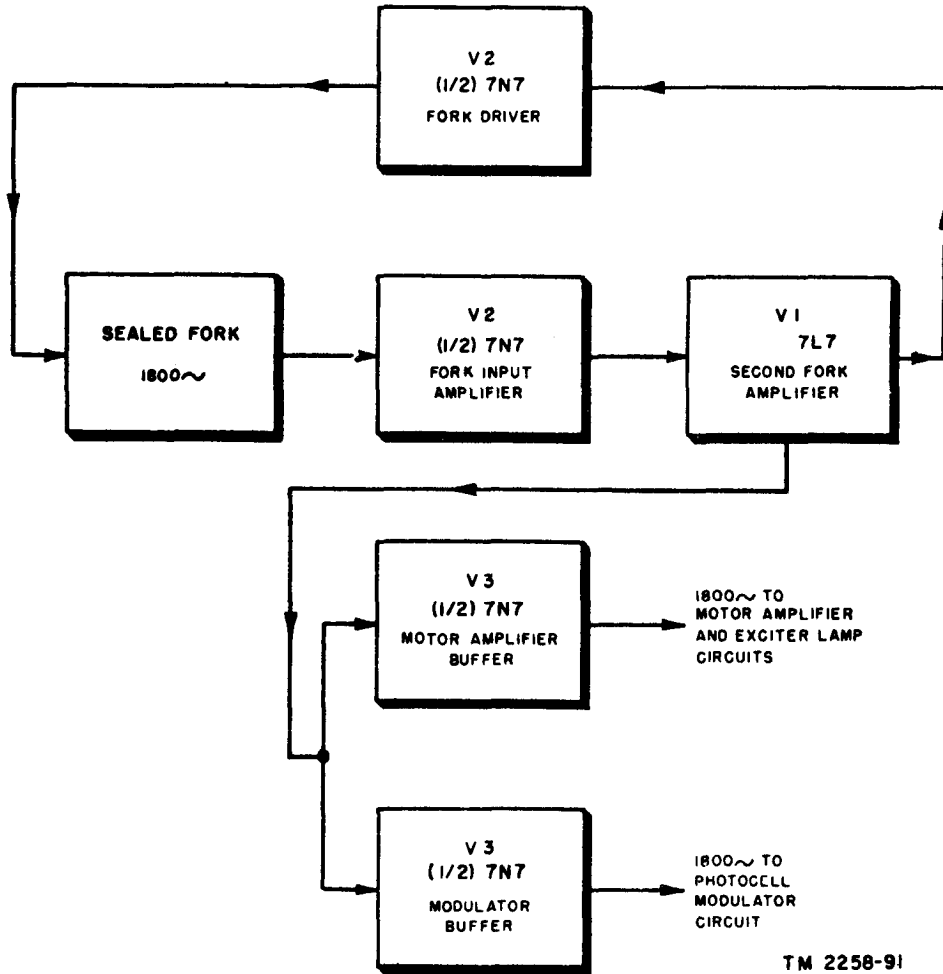 V2
(1/2) 7N7
FORK DRIVER
SEALED FORK
1800~
V2
(1/2) 7N7
FORK INPUT
AMPLIFIER
V1
7L7
SECOND FORK
AMPLIFIER
V3
(1/2) 7N7
MOTOR AMPLIFIER
BUFFER
1800~ TO
MOTOR AMPLIFIER
AND EXCITER LAMP
CIRCUITS
V3
(1/2) 7N7
MODULATOR
BUFFER
1800~ TO
PHOTOCELL
MODULATOR
CIRCUIT
TM 2258-91